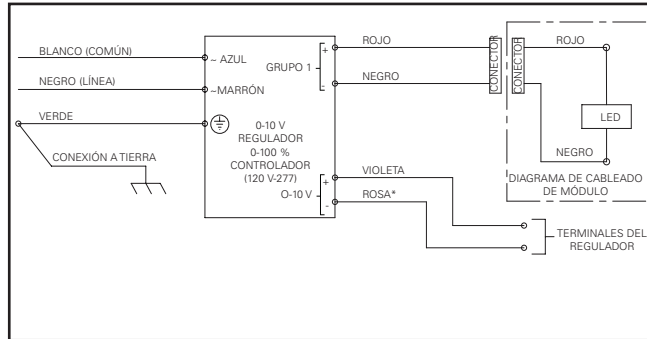 BLANCO (COMÚN)
NEGRO (LÍNEA)
VERDE
CONEXIÓN A TIERRA
~ AZUL
~MARRÓN
GRUPO 1
+
-
0-10 V
REGULADOR
0-100 %
CONTROLADOR
(120 V-277)
O-10 V
+
-
ROJO
NEGRO
VIOLETA
ROSA*
CONECTOR
CONECTOR
ROJO
LED
NEGRO
DIAGRAMA DE CABLEADO
DE MÓDULO
TERMINALES DEL
REGULADOR